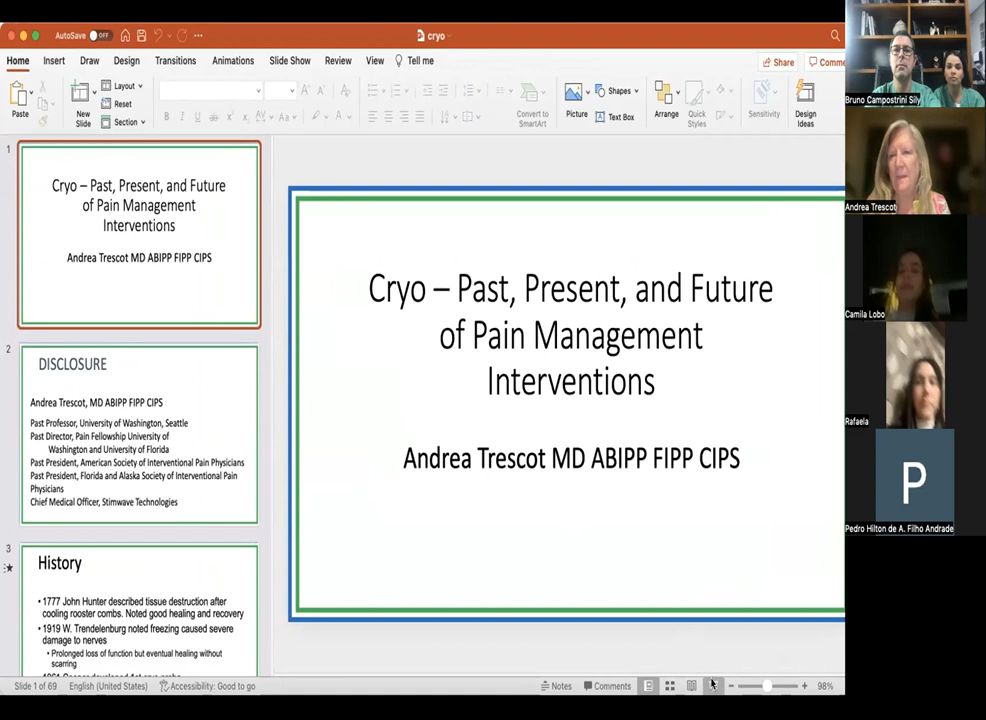 AutoSave OFF
cryo
Home Insert Draw Design Transitions Animations Slide Show Review View Tell me
Share
Comme
Paste
New
Slide
Layout
Reset
Section
Convert to
SmartArt
Picture
Shapes
Text Box
Arrange
Quick
Styles
Sensitivity
Design
Ideas
1
Cryo – Past, Present, and Future
of Pain Management
Interventions
Andrea Trescot MD ABIPP FIPP CIPS
2
DISCLOSURE
Andrea Trescot, MD ABIPP FIPP CIPS
Past Professor, University of Washington, Seattle
Past Director, Pain Fellowship University of
Washington and University of Florida
Past President, American Society of Interventional Pain Physicians
Past President, Florida and Alaska Society of Interventional Pain
Physicians
Chief Medical Officer, Stimwave Technologies
3
History
• 1777 John Hunter described tissue destruction after
cooling rooster combs. Noted good healing and recovery
• 1919 W. Trendelenburg noted freezing caused severe
damage to nerves
• Prolonged loss of function but eventual healing without
scarring
Cryo – Past, Present, and Future
of Pain Management
Interventions
Andrea Trescot MD ABIPP FIPP CIPS
Bruno Campostrini Sily
Andrea Trescot
Camila Lobo
Rafaela
P
Pedro Hilton de A. Filho Andrade
Slide 1 of 69 English (United States) Accessibility: Good to go
Notes Comments 98%